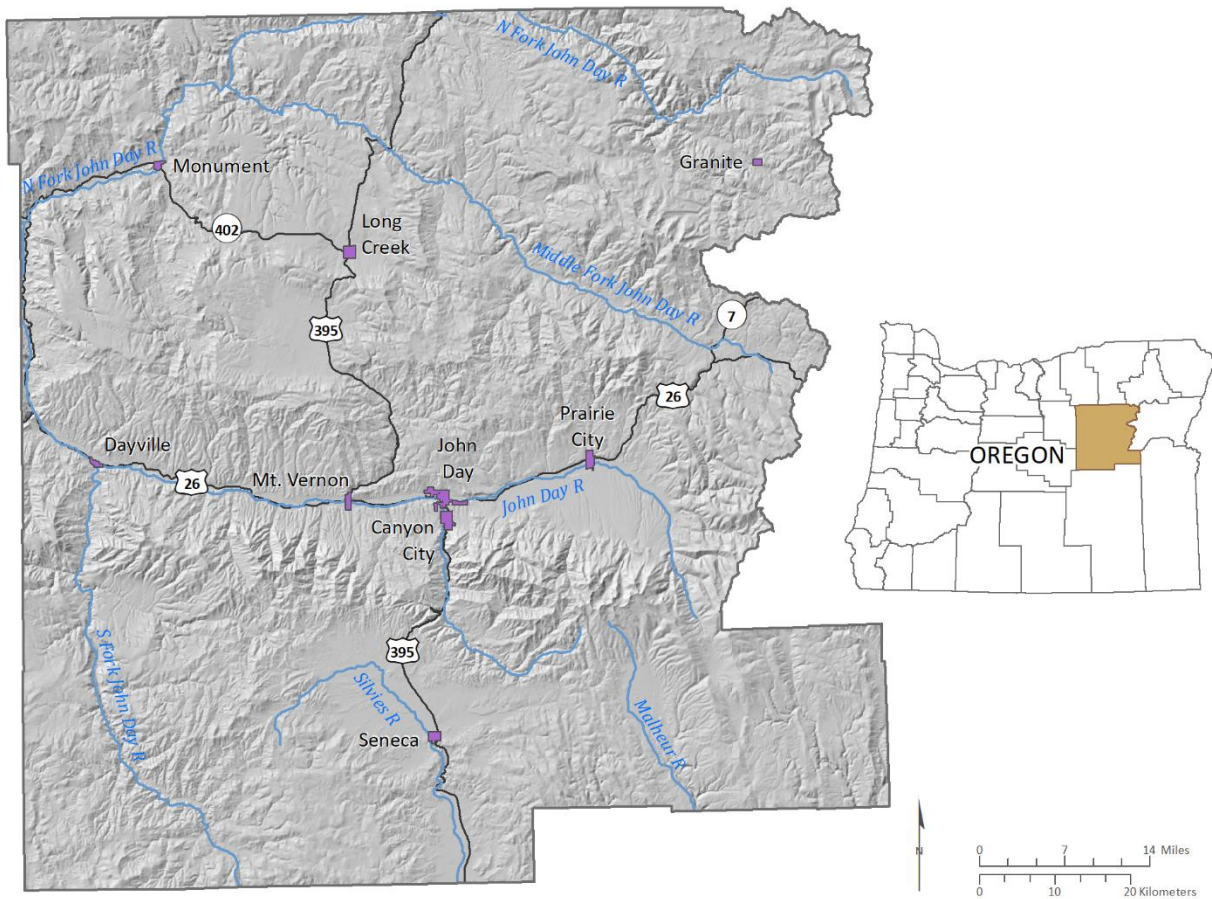 N Fork John Day R
N Fork John Day R
Monument
Granite
402
Long
Creek
Middle Fork John Day R
7
395
26
Prairie
City
Dayville
26
Mt. Vernon
John
Day
John Day R
Canyon
City
OREGON
S Fork John Day R
395
Silvies R
Malheur R
Seneca
N
0 7 14 Miles
0 10 20 Kilometers